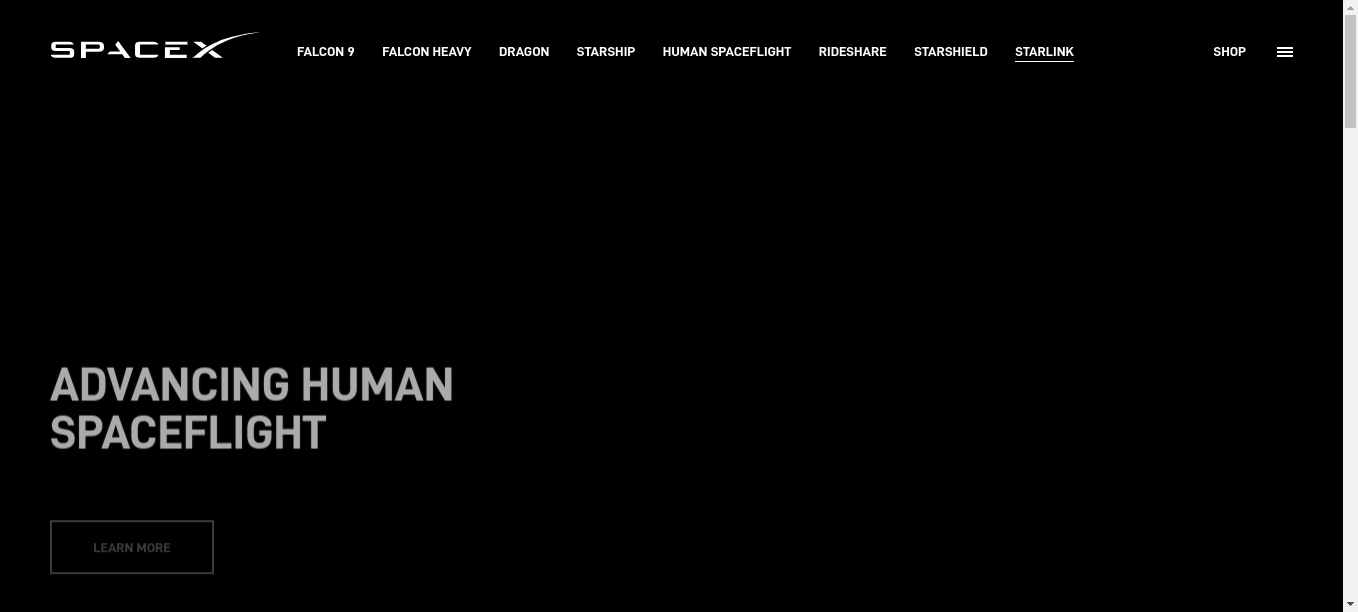 SPACEX
FALCON 9 FALCON HEAVY DRAGON STARSHIP HUMAN SPACEFLIGHT RIDESHARE STARSHIELD STARLINK SHOP
ADVANCING HUMAN
SPACEFLIGHT
LEARN MORE